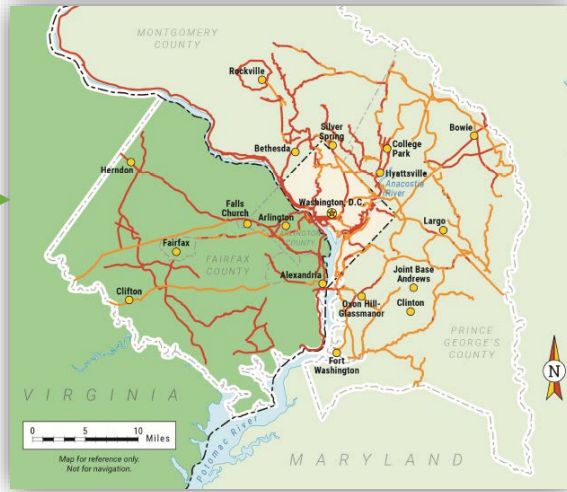 MONTGOMERY
COUNTY
Rockville
Silver
Spring
Bethesda
College
Park
Bowie
Herndon
Hyattsville
Anacostia
River
Washington, D.C.
Falls
Church
Arlington
ARLINGTON
COUNTY
Largo
Fairfax
FAIRFAX
COUNTY
Alexandria
Joint Base
Andrews
Clifton
Oxon Hill-
Glassmanor
Clinton
PRINCE
GEORGE'S
COUNTY
Fort
Washington
N
VIRGINIA
0 5 10 Miles
Map for reference only.
Not for navigation.
Potomac River
MARYLAND